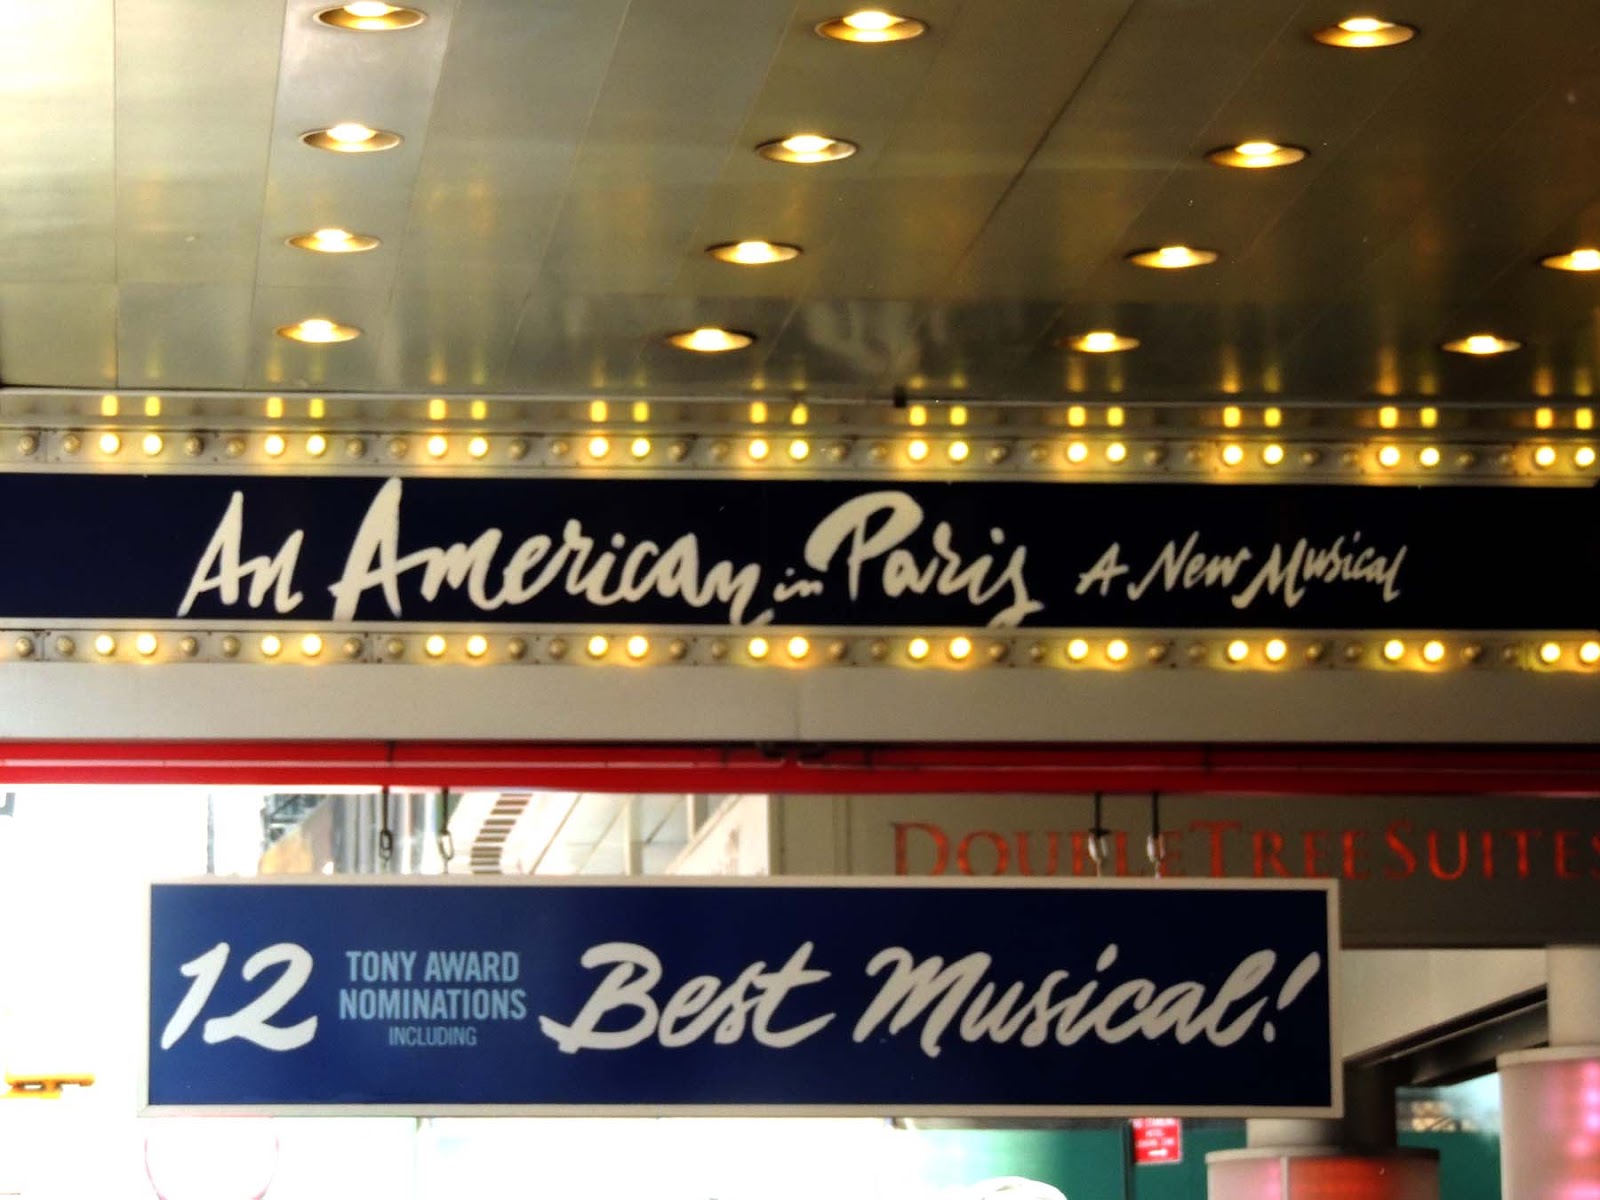 An American in Paris A New Musical
DOUBLETREE SUITES
12 TONY AWARD
NOMINATIONS
INCLUDING
Best Musical!